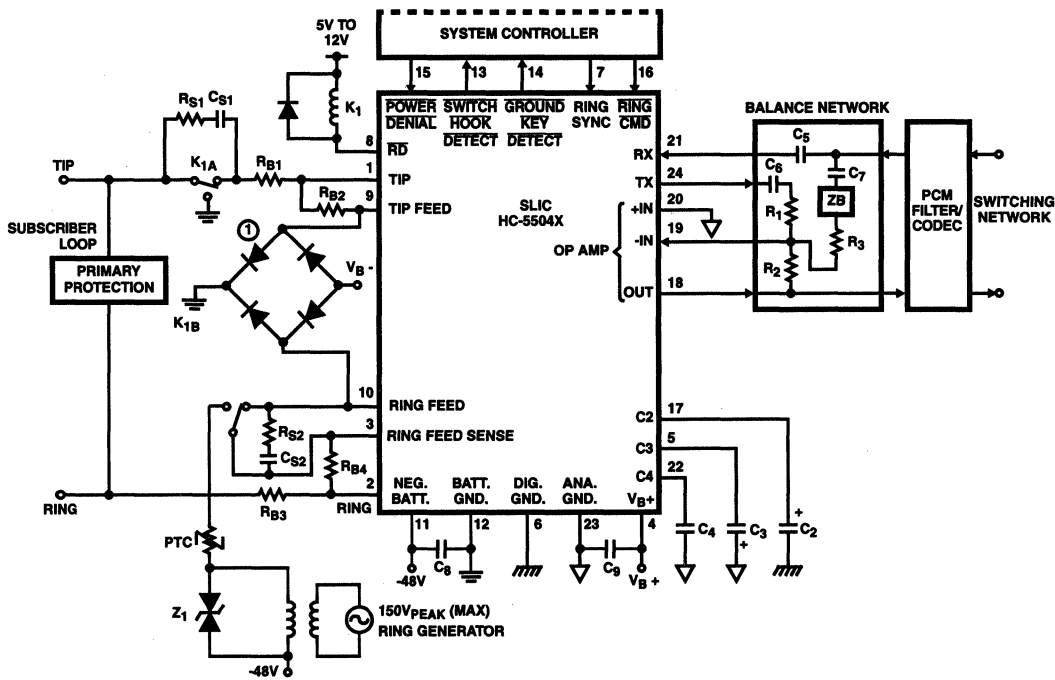 SYSTEM CONTROLLER
5V TO
12V
15
13
14
7
16
RS1
CS1
K1
POWER
DENIAL
SWITCH
HOOK
DETECT
GROUND
KEY
DETECT
RING
SYNC
RING
CMD
BALANCE NETWORK
8
RD
21
RX
C5
TIP
K1A
RB1
1
TIP
24
TX
C6
C7
RB2
9
TIP FEED
SLIC
HC-5504X
20
+IN
R1
ZB
PCM
FILTER/
CODEC
SWITCHING
NETWORK
SUBSCRIBER
LOOP
1
OP AMP
19
-IN
R3
PRIMARY
PROTECTION
VB -
R2
18
OUT
K1B
10
RING FEED
17
C2
RS2
3
RING FEED SENSE
5
C3
CS2
RB4
22
C4
RING
RB3
2
RING
NEG.
BATT.
BATT.
GND.
DIG.
GND.
ANA.
GND.
VB+
11
12
6
23
4
PTC
C8
C9
C4
C3
+
C2
+
-48V
VB +
Z1
150VPEAK (MAX)
RING GENERATOR
-48V